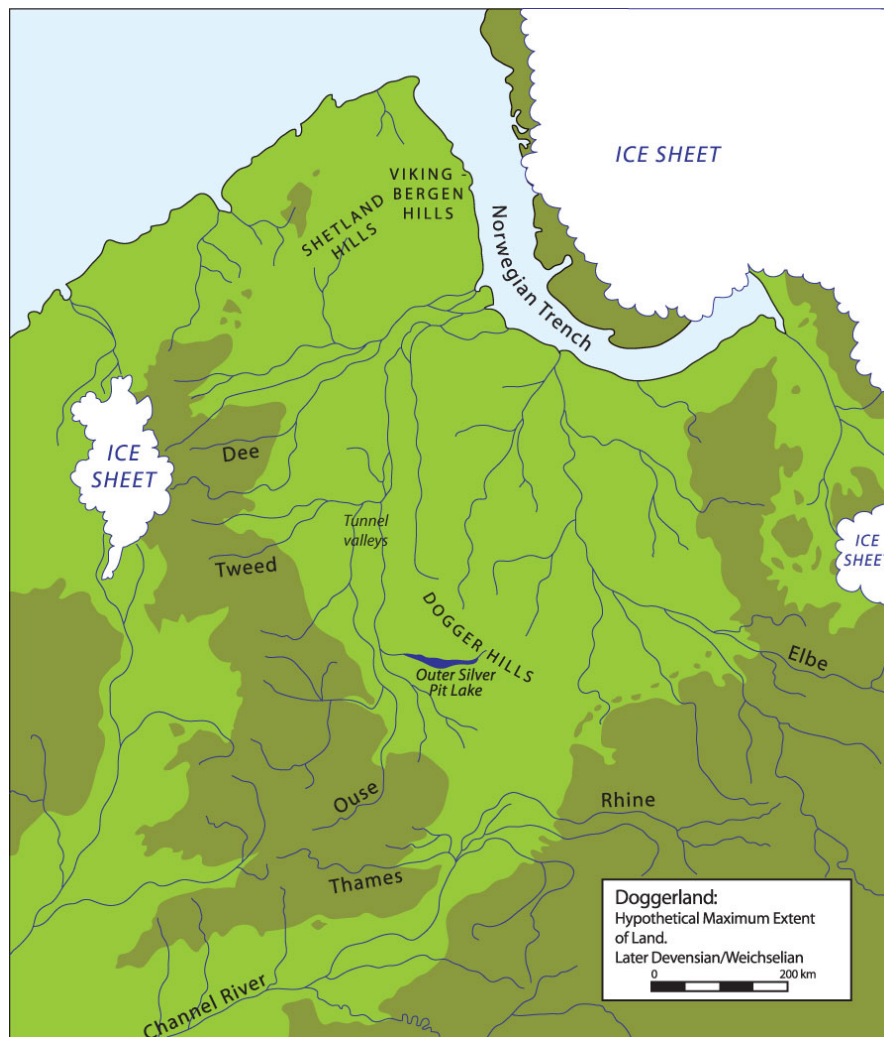 ICE SHEET
VIKING -
BERGEN
HILLS
SHETLAND
HILLS
Norwegian Trench
ICE
SHEET
Dee
Tunnel
valleys
ICE
SHEET
Tweed
DOGGER HILLS
Elbe
Outer Silver
Pit Lake
Ouse
Rhine
Thames
Channel River
Doggerland:
Hypothetical Maximum Extent
of Land.
Later Devensian/Weichselian
0 200 km